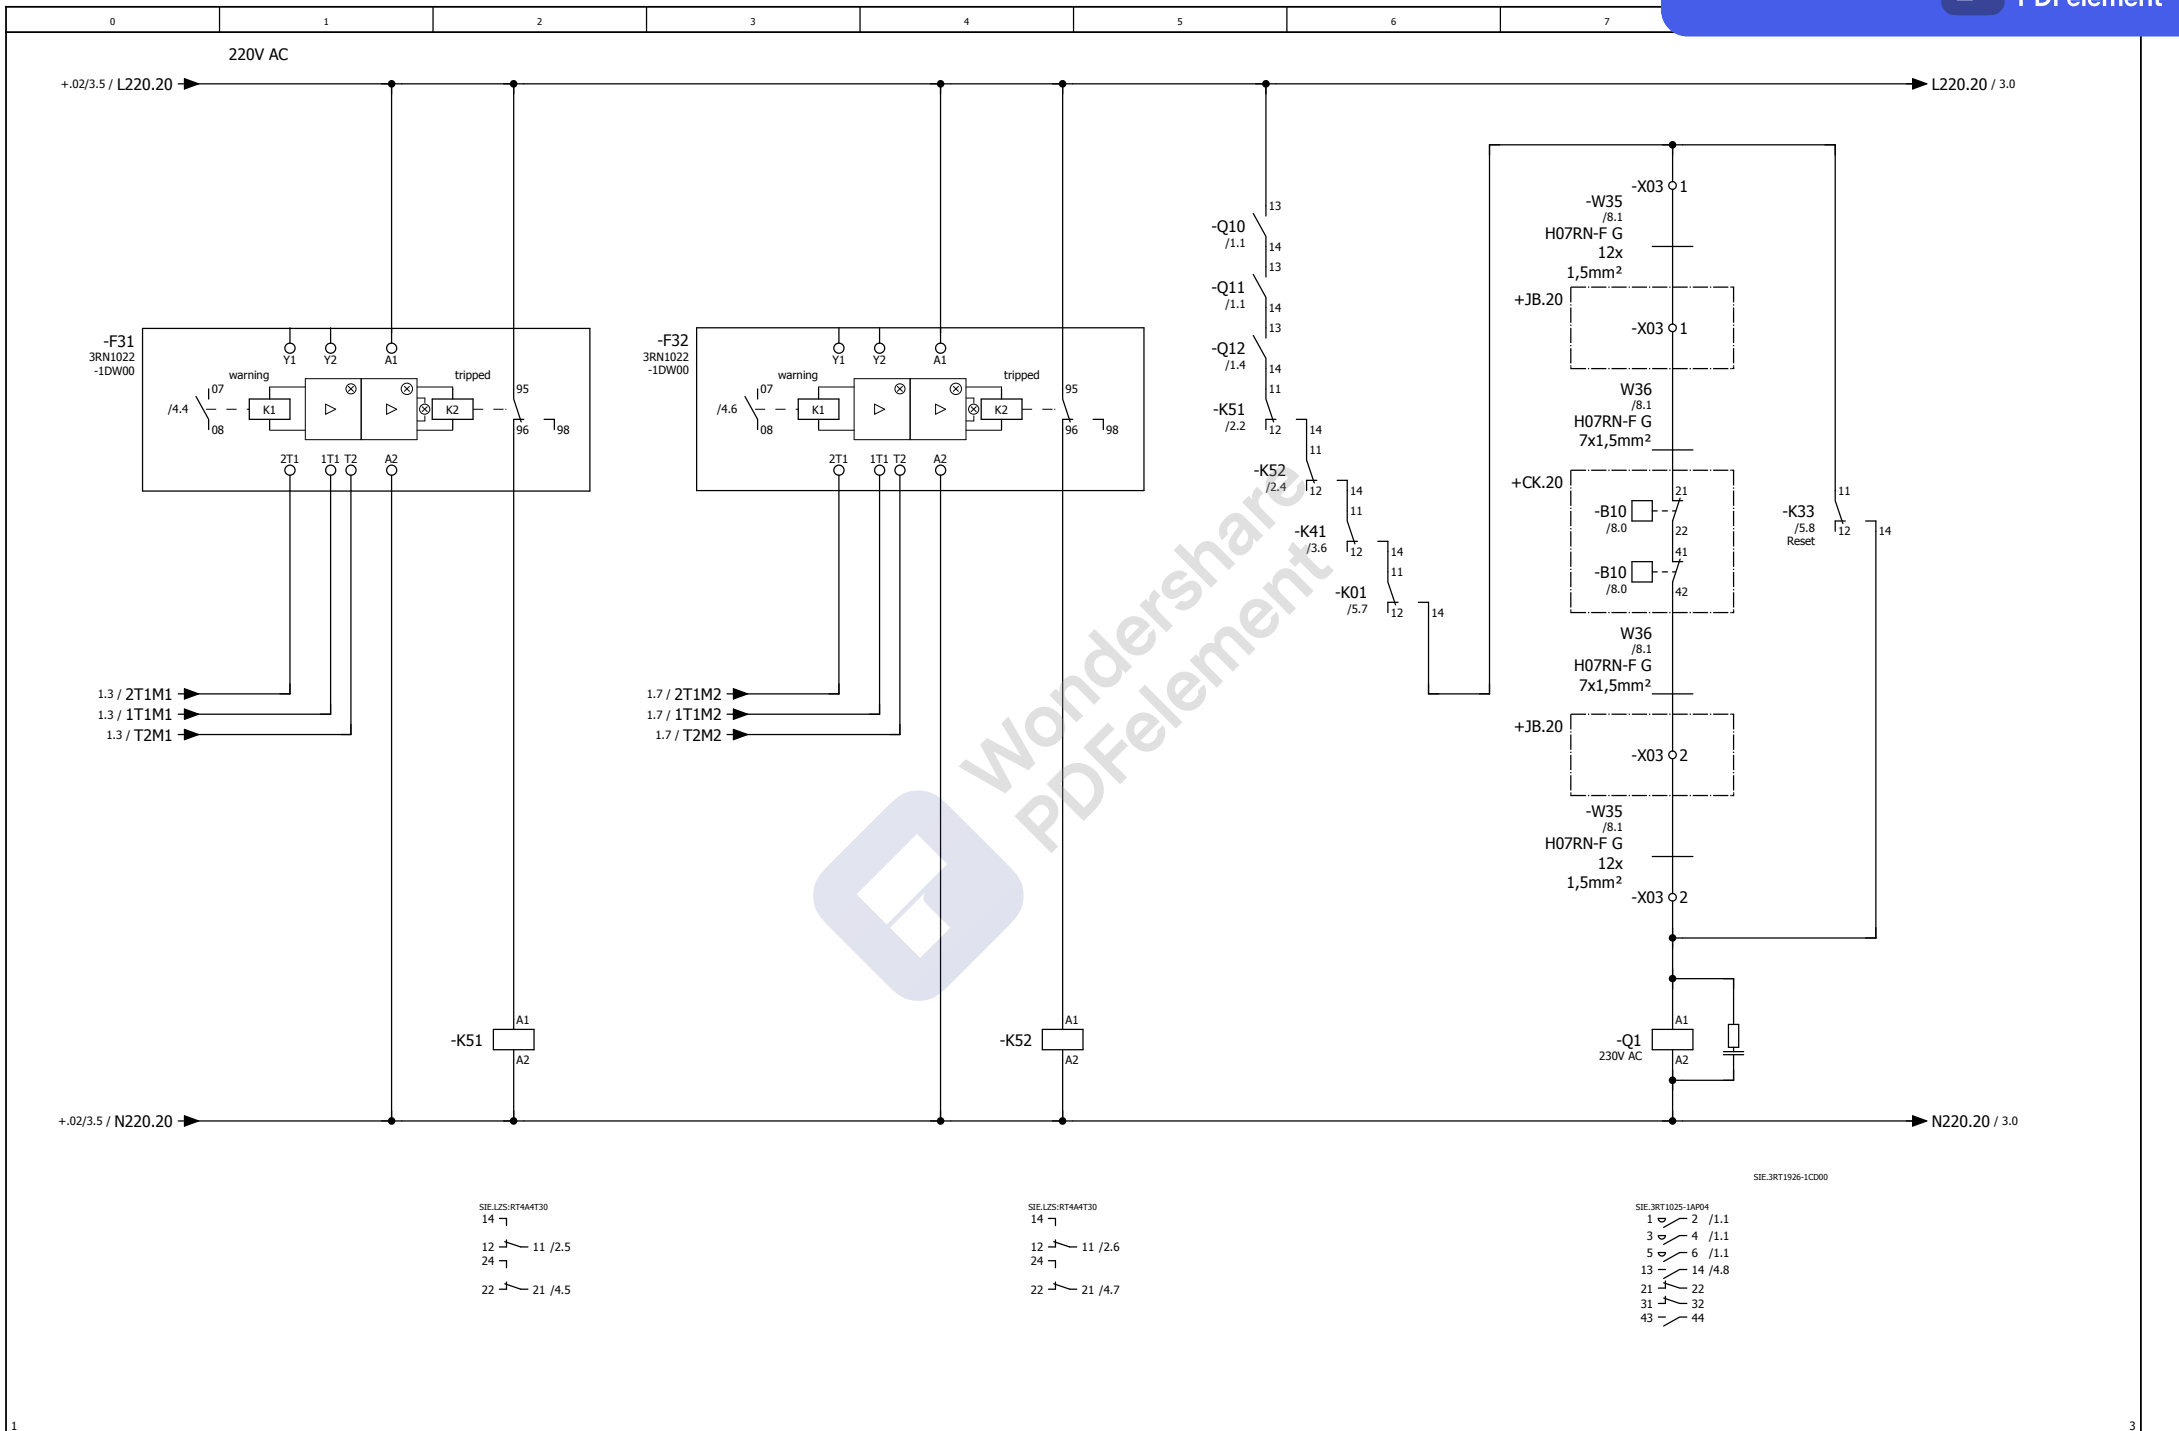 0 1 2 3 4 5 6 7
PDFelement
220V AC
+.02/3.5 / L220.20
L220.20 / 3.0
-F31
3RN1022
-1DW00
Y1 Y2 A1
warning
tripped
07
08
/4.4
K1
K2
95
96
98
2T1 1T1 T2 A2
1.3 / 2T1M1
1.3 / 1T1M1
1.3 / T2M1
-K51
A1
A2
-F32
3RN1022
-1DW00
Y1 Y2 A1
warning
tripped
07
08
/4.6
K1
K2
95
96
98
2T1 1T1 T2 A2
1.7 / 2T1M2
1.7 / 1T1M2
1.7 / T2M2
-K52
A1
A2
13
-Q10
/1.1
14
13
-Q11
/1.1
14
13
-Q12
/1.4
14
11
-K51
/2.2
12 14
11
-K52
/2.4
12 14
11
-K41
/3.6
12 14
11
-K01
/5.7
12 14
-X03 1
-W35
/8.1
H07RN-F G
12x
1,5mm²
+JB.20
-X03 1
W36
/8.1
H07RN-F G
7x1,5mm²
+CK.20
21
-B10
/8.0
22
41
-B10
/8.0
42
W36
/8.1
H07RN-F G
7x1,5mm²
+JB.20
-X03 2
-W35
/8.1
H07RN-F G
12x
1,5mm²
-X03 2
11
-K33
/5.8
Reset
12 14
A1
-Q1
230V AC
A2
Wondershare
PDFelement
+.02/3.5 / N220.20
N220.20 / 3.0
SIE.LZS:RT4A4T30
14
12 11 /2.5
24
22 21 /4.5
SIE.LZS:RT4A4T30
14
12 11 /2.6
24
22 21 /4.7
SIE.3RT1926-1CD00
SIE.3RT1025-1AP04
1 2 /1.1
3 4 /1.1
5 6 /1.1
13 14 /4.8
21 22
31 32
43 44
1
3